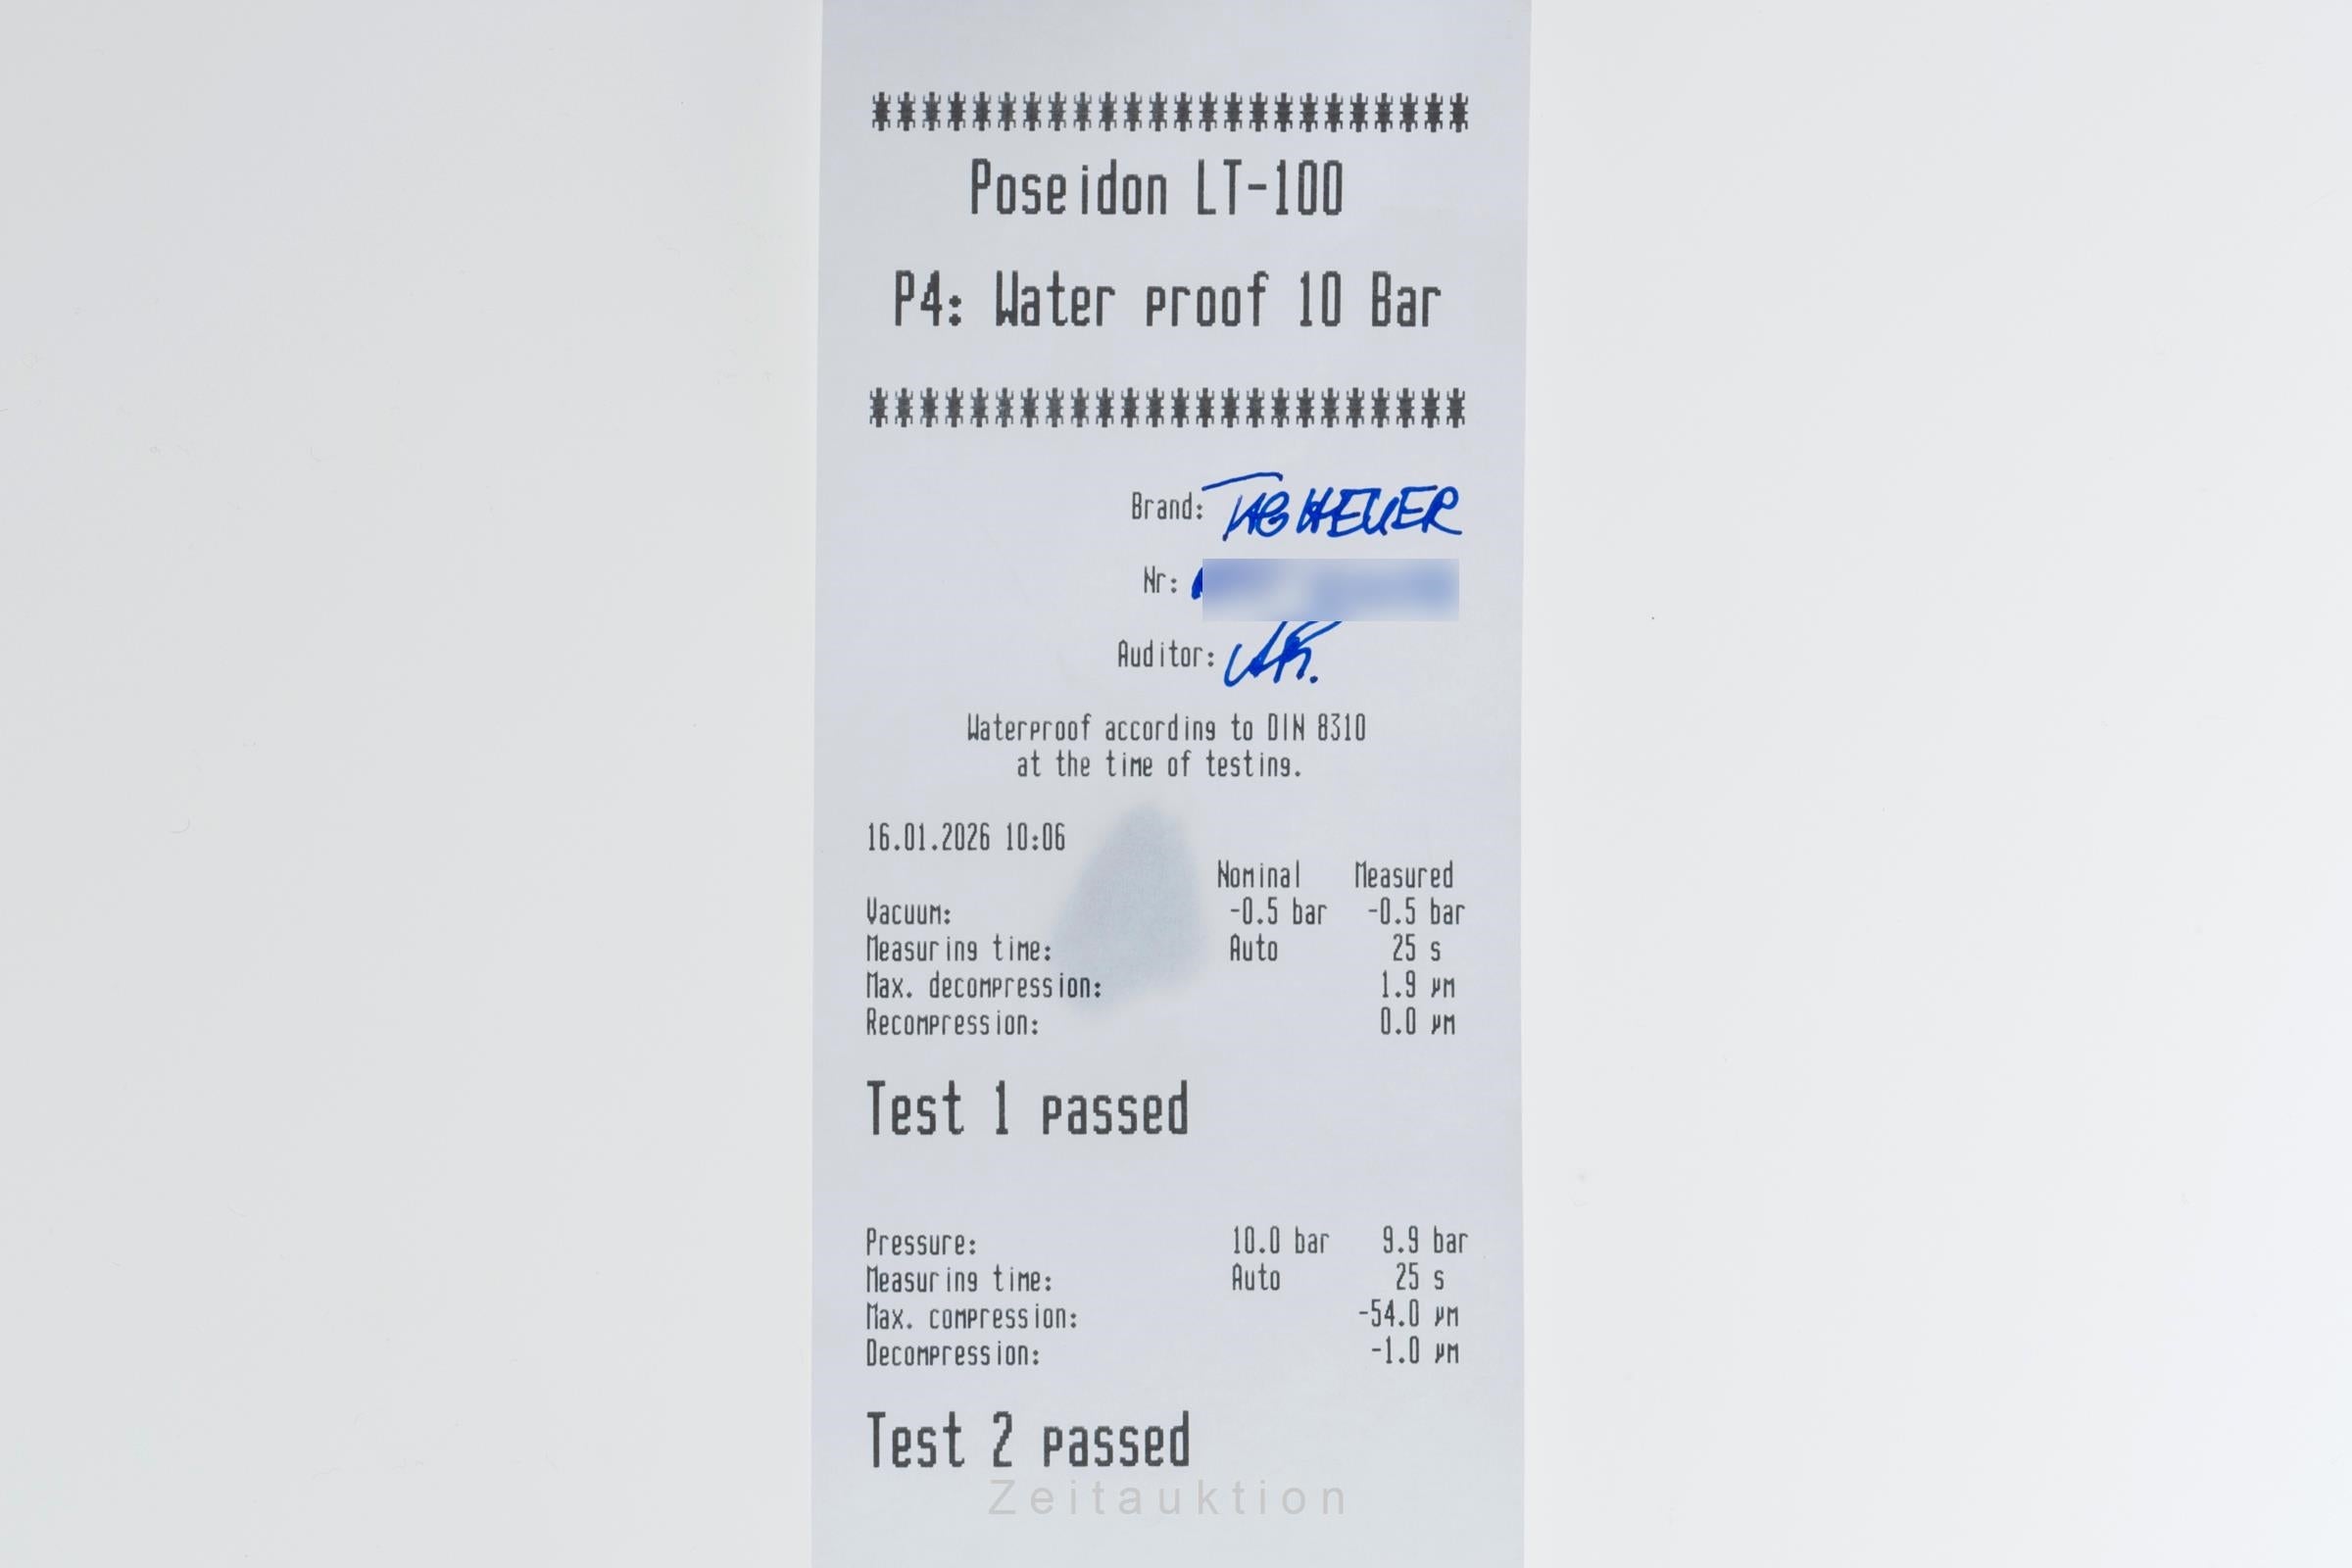 ************************
Poseidon LT-100
P4: Water proof 10 Bar
************************
Brand: TAG HEUER
Nr:
Auditor:
Waterproof according to DIN 8310
at the time of testing.
16.01.2026 10:06
Nominal Measured
Vacuum: -0.5 bar -0.5 bar
Measuring time: Auto 25 s
Max. decompression: 1.9 µm
Recompression: 0.0 µm
Test 1 passed
Pressure: 10.0 bar 9.9 bar
Measuring time: Auto 25 s
Max. compression: -54.0 µm
Decompression: -1.0 µm
Test 2 passed
Zeitauktion